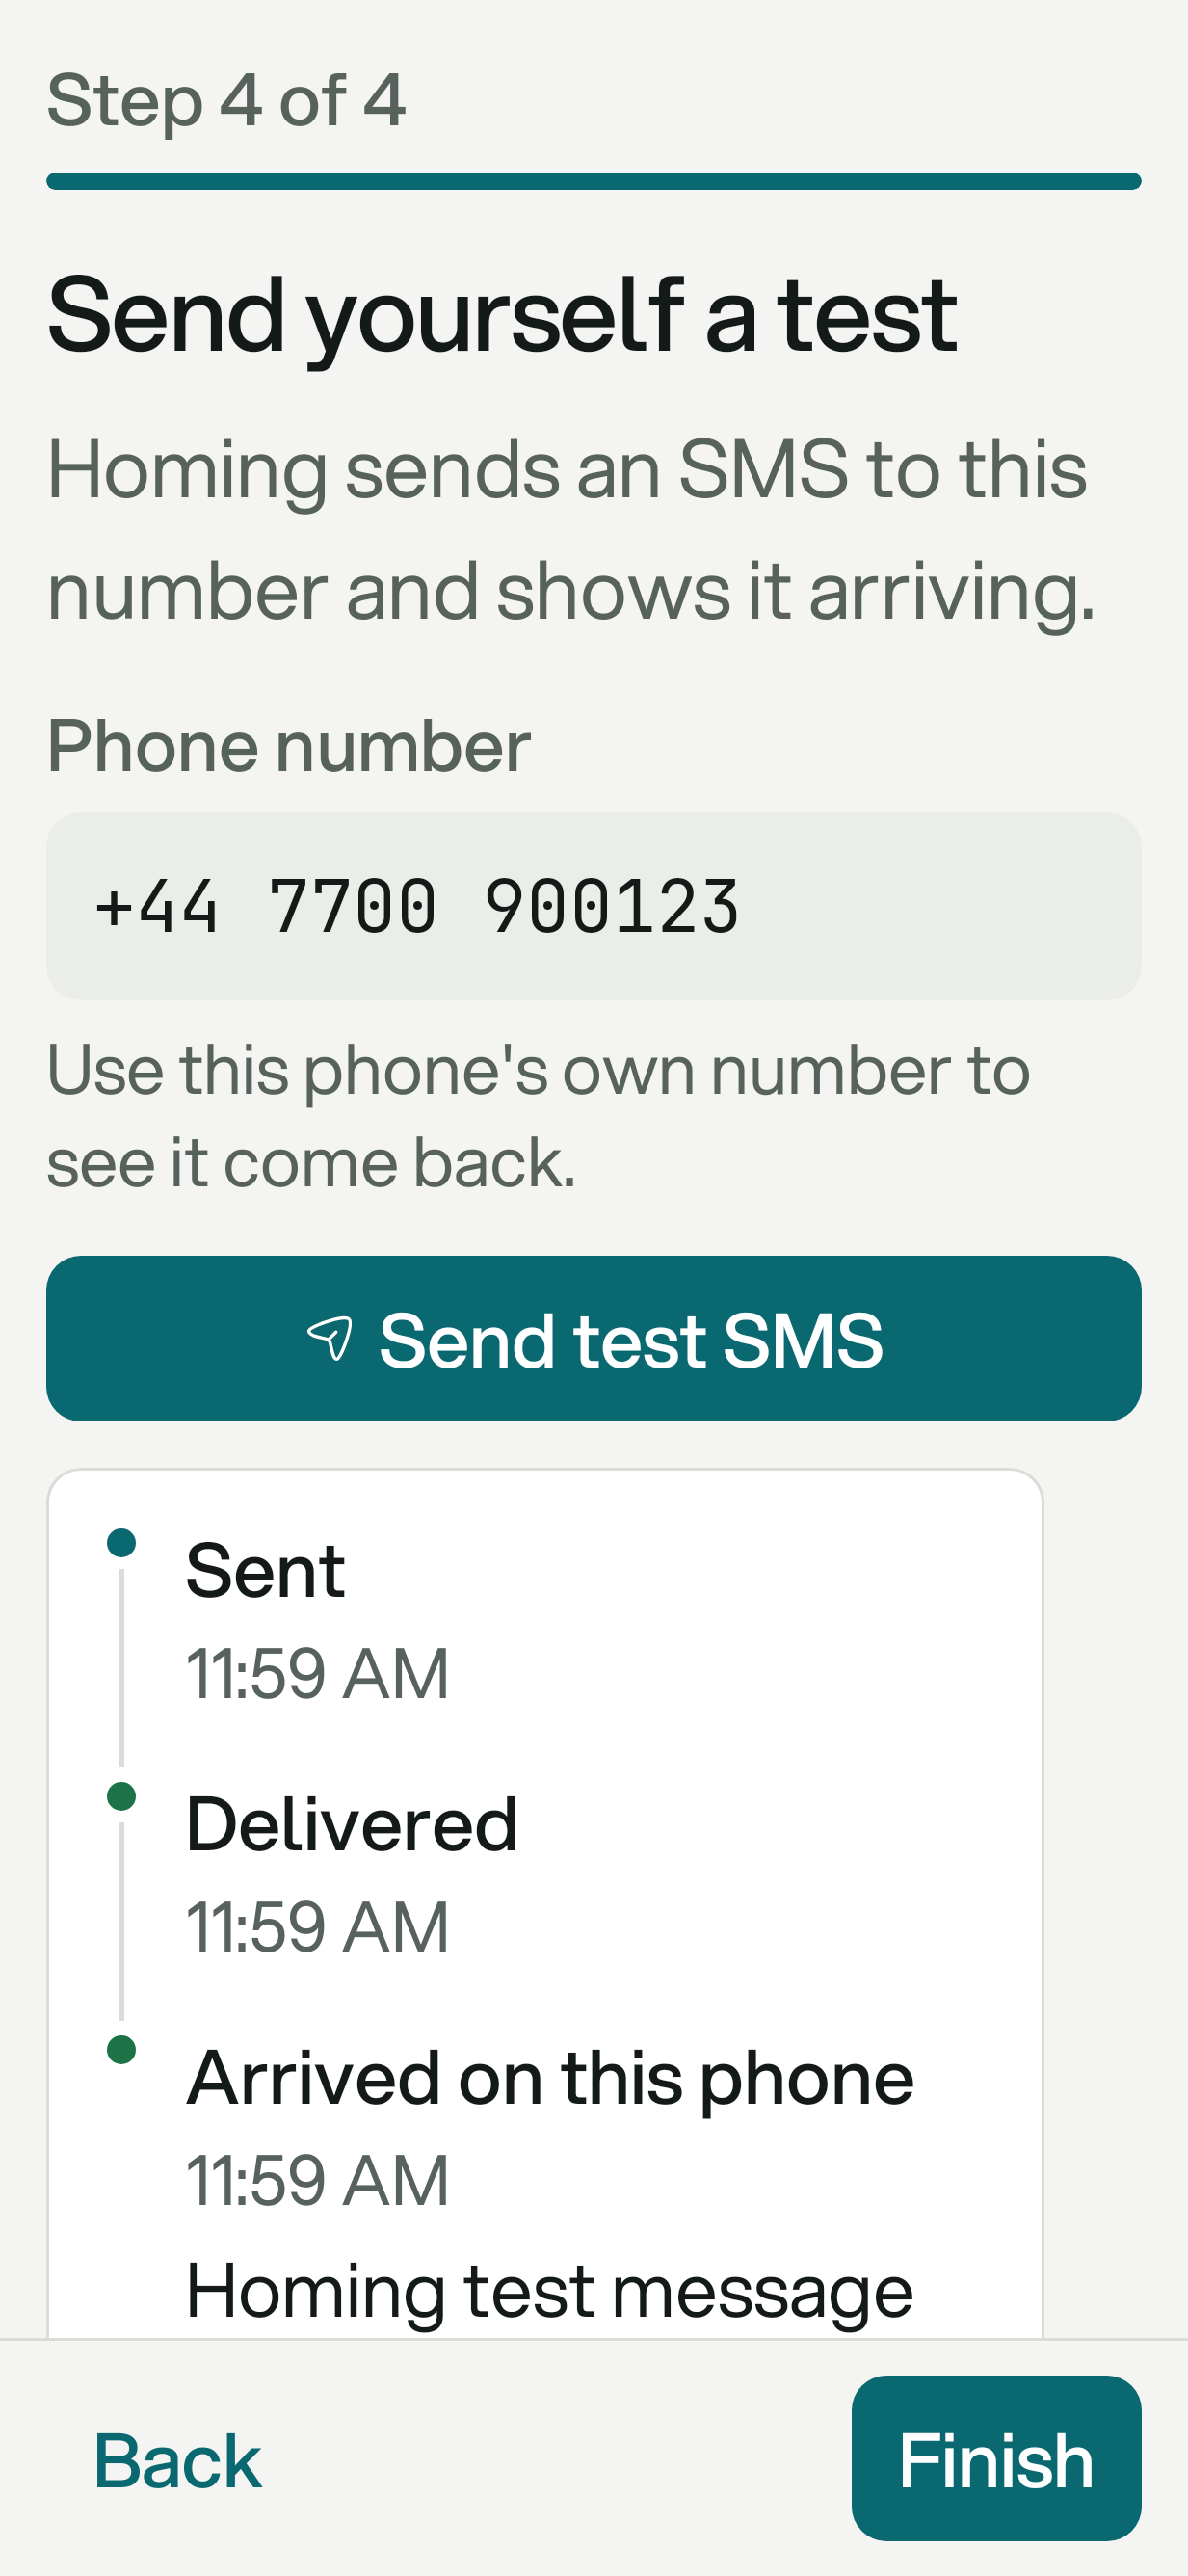 Step 4 of 4
Send yourself a test
Homing sends an SMS to this
number and shows it arriving.
Phone number
+44 7700 900123
Use this phone's own number to
see it come back.
Send test SMS
Sent
11:59 AM
Delivered
11:59 AM
Arrived on this phone
11:59 AM
Homing test message
Back
Finish